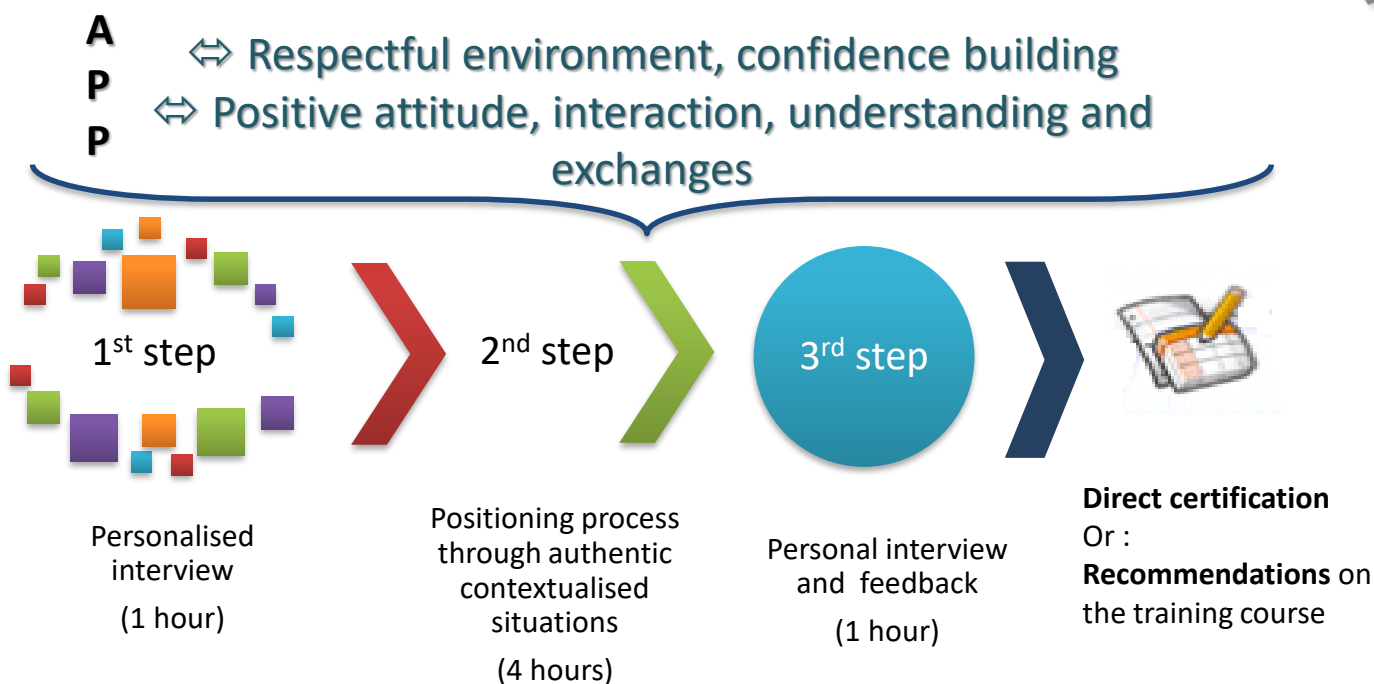 A
P
P
⬄ Respectful environment, confidence building
⬄ Positive attitude, interaction, understanding and
exchanges
1st step
2nd step
3rd step
Personalised
interview
(1 hour)
Positioning process
through authentic
contextualised
situations
(4 hours)
Personal interview
and feedback
(1 hour)
Direct certification
Or :
Recommendations on
the training course